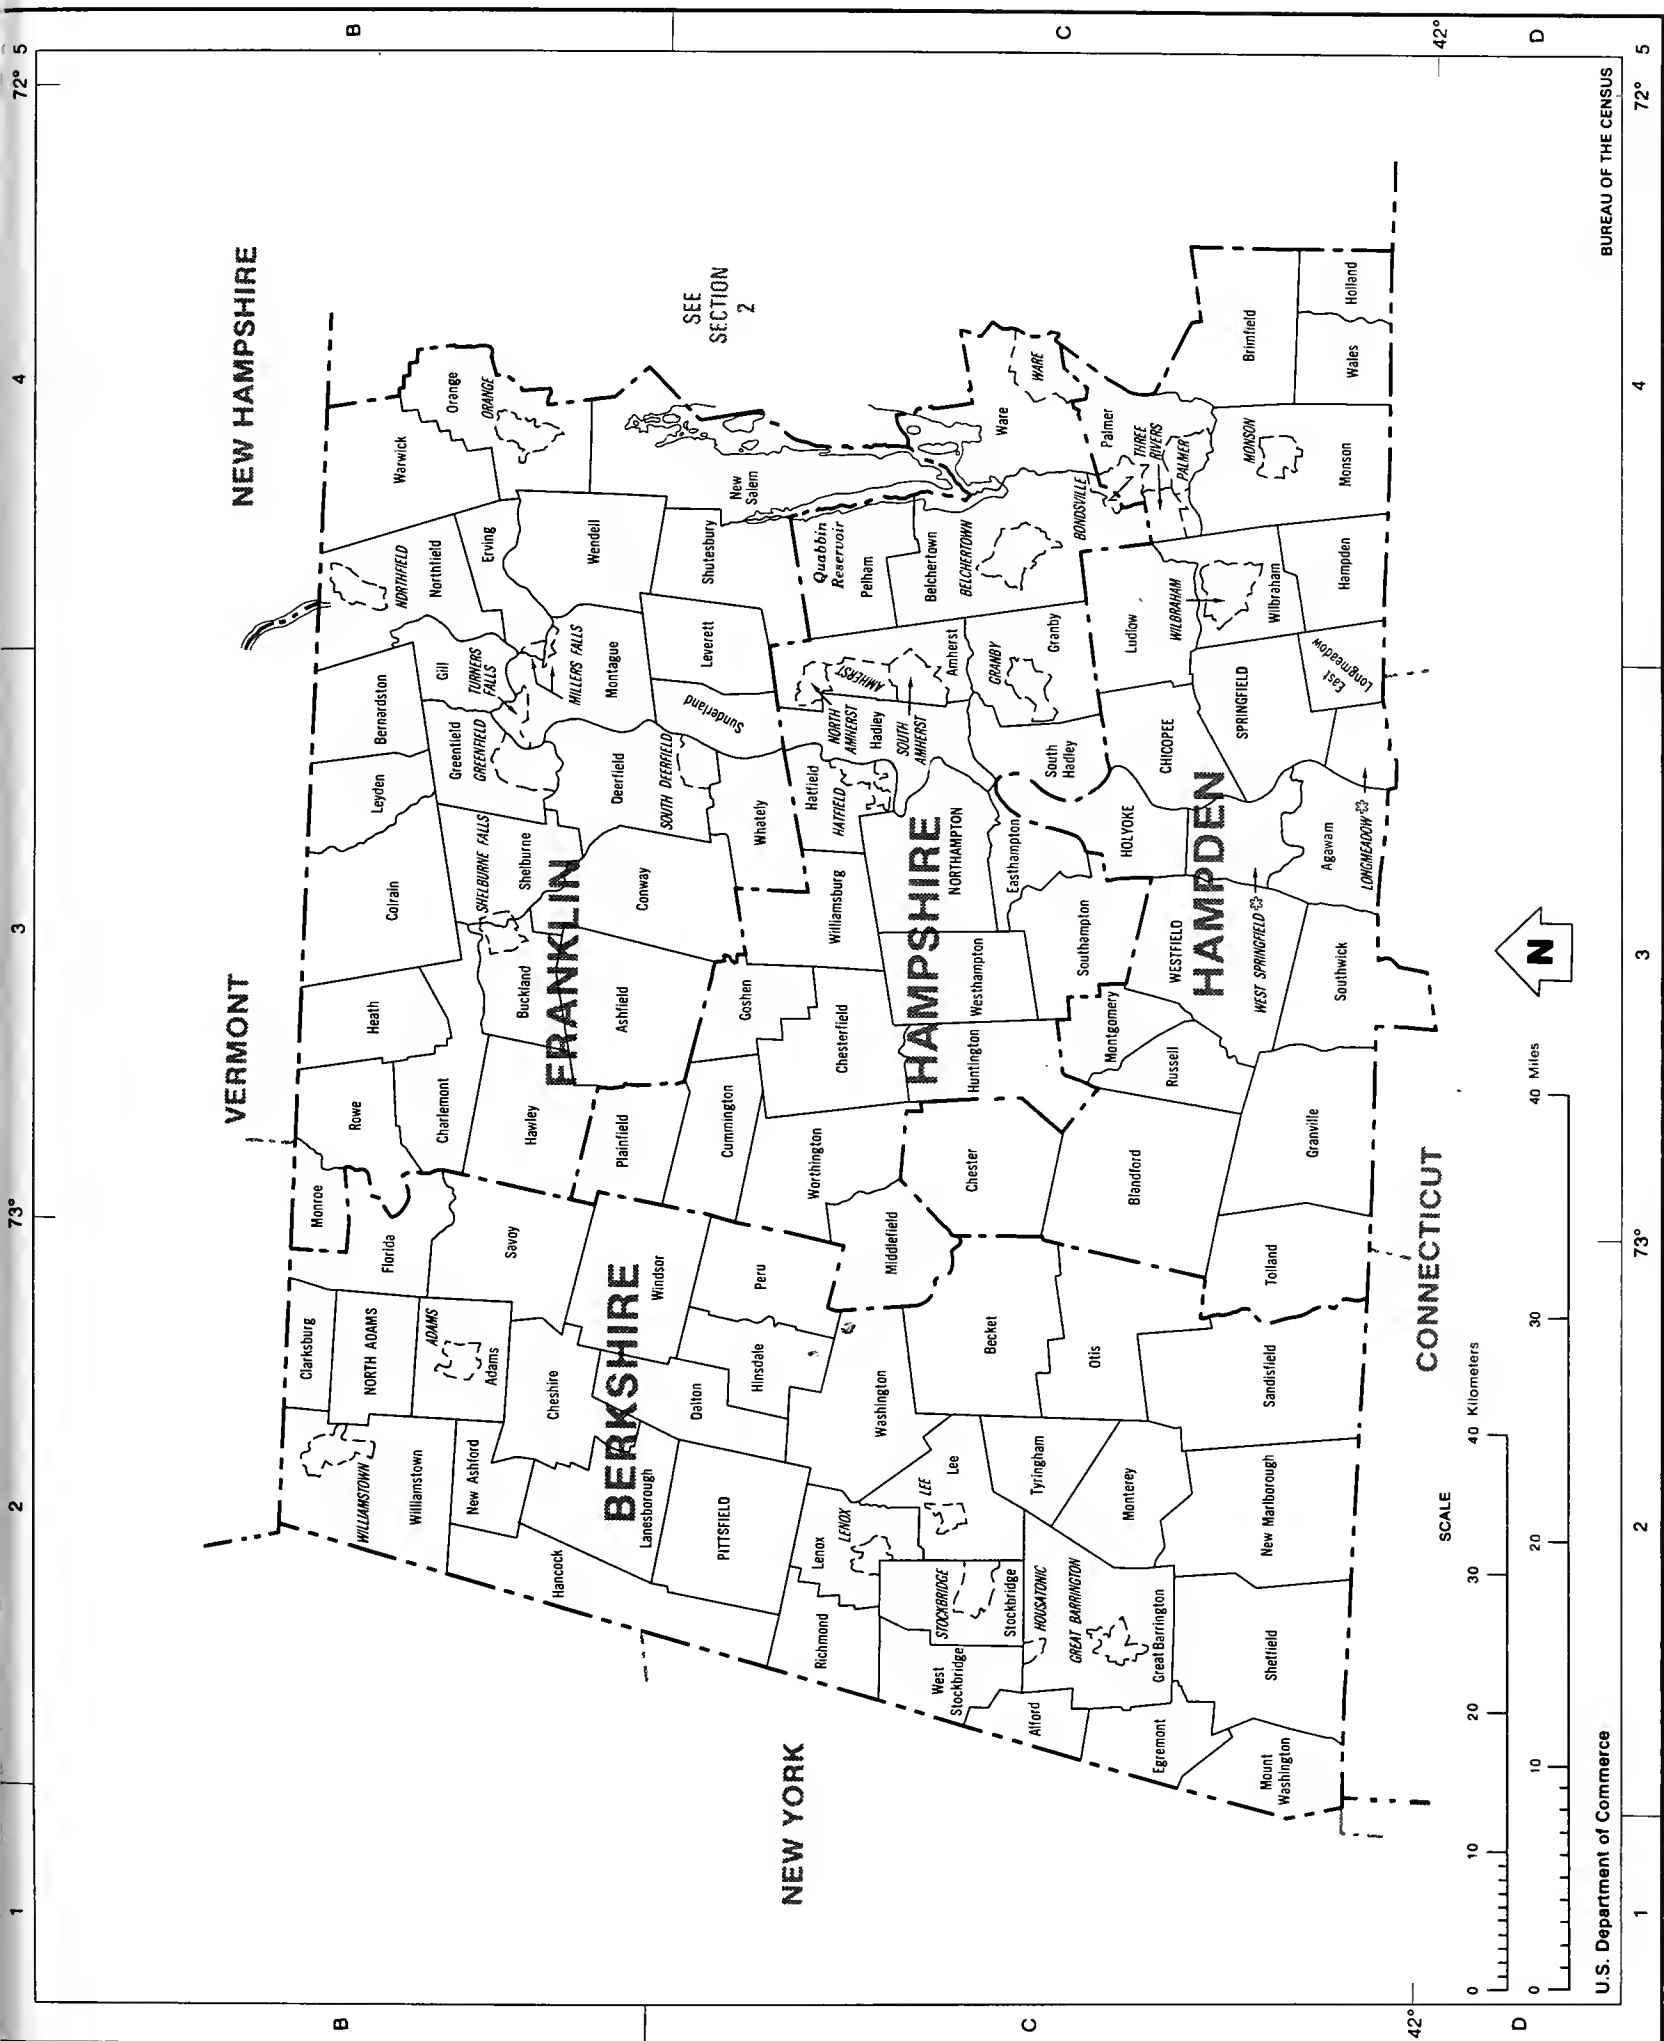 1
2
3
4
5
73°
72°
B
C
42°
D
B
C
42°
D
VERMONT
NEW HAMPSHIRE
NEW YORK
CONNECTICUT
SEE
SECTION
2
BERKSHIRE
FRANKLIN
HAMPSHIRE
HAMPDEN
Clarksburg
Monroe
Rowe
Heath
Colrain
Leyden
Bernardston
NORTHFIELD
Northfield
Warwick
Orange
ORANGE
WILLIAMSTOWN
Williamstown
NORTH ADAMS
Florida
ADAMS
Adams
Savoy
Charlemont
Hawley
Buckland
SHELBURNE FALLS
Shelburne
Greenfield
GREENFIELD
Gill
TURNERS
FALLS
MILLERS FALLS
Montague
Erving
Wendell
New Ashford
Hancock
Cheshire
Lanesborough
Windsor
Plainfield
Ashfield
Conway
Deerfield
SOUTH DEERFIELD
Sunderland
Leverett
Shutesbury
New
Salem
PITTSFIELD
Dalton
Hinsdale
Peru
Cummington
Goshen
Whately
Richmond
Lenox
LENOX
Washington
Middlefield
Worthington
Chesterfield
Williamsburg
Hatfield
HATFIELD
NORTH
AMHERST
AMHERST
Hadley
SOUTH
AMHERST
Amherst
Quabbin
Reservoir
Pelham
Belchertown
BELCHERTOWN
Ware
WARE
West
Stockbridge
STOCKBRIDGE
Stockbridge
LEE
Lee
Becket
Chester
Huntington
Westhampton
NORTHAMPTON
Easthampton
South
Hadley
GRANBY
Granby
Alford
HOUSATONIC
GREAT BARRINGTON
Great Barrington
Tyringham
Monterey
Otis
Blandford
Montgomery
Russell
Southampton
HOLYOKE
CHICOPEE
Ludlow
BONDSVILLE
Palmer
THREE
RIVERS
PALMER
Egremont
Mount
Washington
Sheffield
New Marlborough
Sandisfield
Tolland
Granville
WESTFIELD
WEST SPRINGFIELD
Southwick
Agawam
LONGMEADOW
SPRINGFIELD
East
Longmeadow
WILBRAHAM
Wilbraham
Hampden
MONSON
Monson
Brimfield
Wales
Holland
N
SCALE
0
10
20
30
40 Kilometers
0
10
20
30
40 Miles
U.S. Department of Commerce
BUREAU OF THE CENSUS
1
2
73°
3
4
72°
5